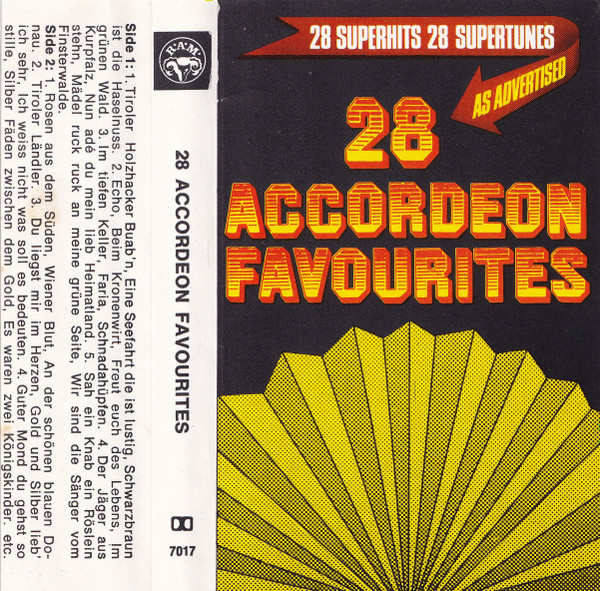 28 SUPERHITS 28 SUPERTUNES
AS ADVERTISED
28
ACCORDEON
FAVOURITES
R.A.M.
28 ACCORDEON FAVOURITES
7017
Side 1: 1. Tiroler Holzhacker Buab'n, Eine Seefahrt die ist lustig, Schwarzbraun
ist die Haselnuss. 2. Echo, Beim Kronenwirt, Freut euch des Lebens, Im
grünen Wald. 3. Im tiefen Keller, Faria, Schnadahüpfen. 4. Der Jäger aus
Kurpfalz, Nun adé du mein lieb Heimatland. 5. Sah ein Knab ein Röslein
stehn, Mädel ruck ruck an meine grüne Seite, Wir sind die Sänger vom
Finsterwalde.
Side 2: 1. Rosen aus dem Süden, Wiener Blut, An der schönen blauen Do-
nau. 2. Tiroler Ländler. 3. Du liegst mir im Herzen, Gold und Silber lieb'
ich sehr, Ich weiss nicht was soll es bedeuten. 4. Guter Mond du gehst so
stille, Silber Fäden zwischen dem Gold, Es waren zwei Königskinder. etc.